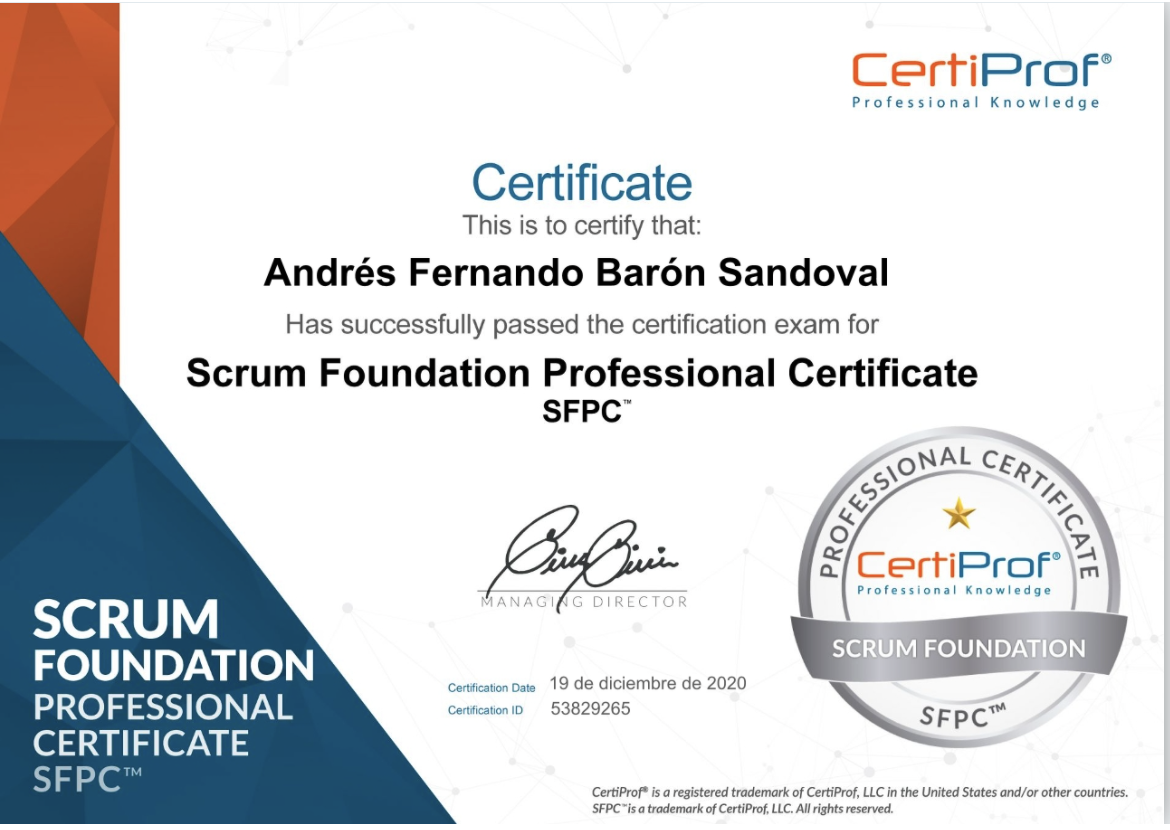 CertiProf®
Professional Knowledge
Certificate
This is to certify that:
Andrés Fernando Barón Sandoval
Has successfully passed the certification exam for
Scrum Foundation Professional Certificate
SFPC™
MANAGING DIRECTOR
Certification Date 19 de diciembre de 2020
Certification ID 53829265
SCRUM
FOUNDATION
PROFESSIONAL
CERTIFICATE
SFPC™
PROFESSIONAL CERTIFICATE
CertiProf®
Professional Knowledge
SCRUM FOUNDATION
SFPC™
CertiProf® is a registered trademark of CertiProf, LLC in the United States and/or other countries.
SFPC™is a trademark of CertiProf, LLC. All rights reserved.